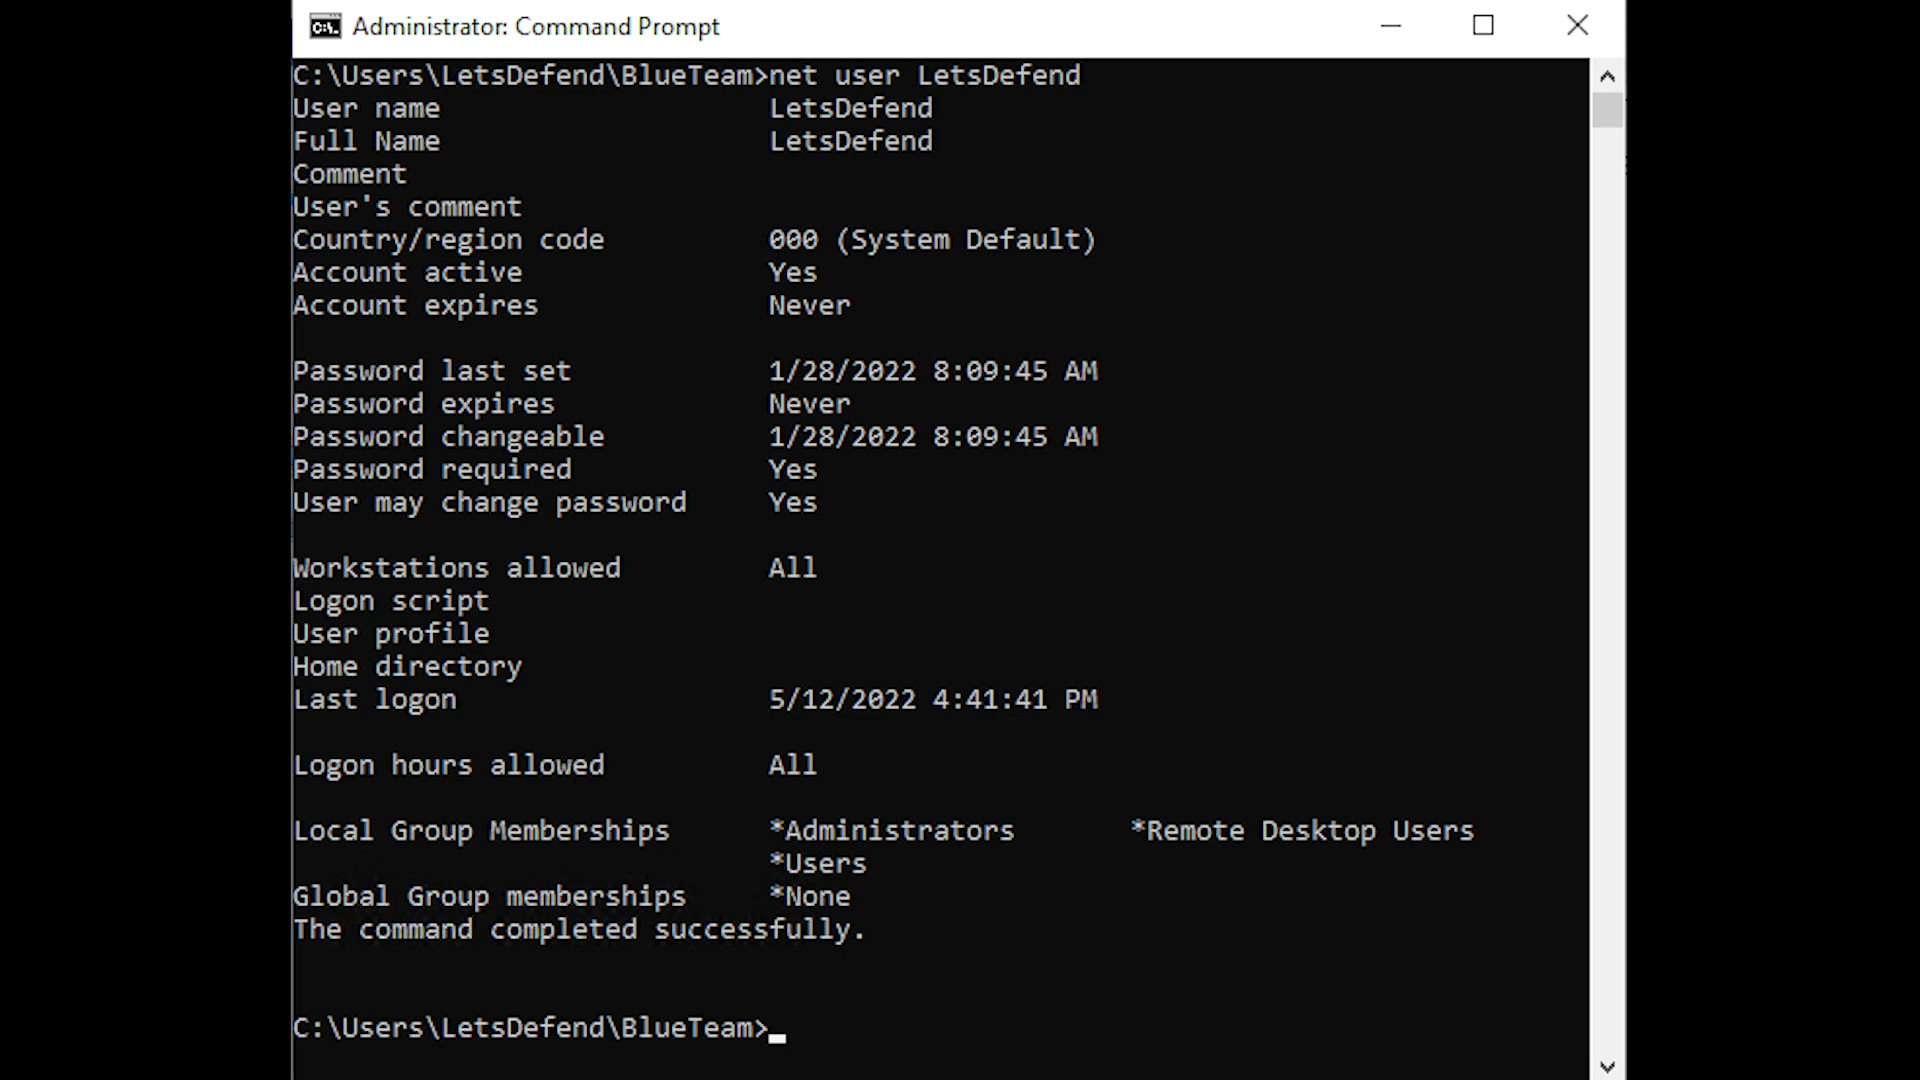 Administrator: Command Prompt
C:\Users\LetsDefend\BlueTeam>net user LetsDefend
User name LetsDefend
Full Name LetsDefend
Comment
User's comment
Country/region code 000 (System Default)
Account active Yes
Account expires Never
Password last set 1/28/2022 8:09:45 AM
Password expires Never
Password changeable 1/28/2022 8:09:45 AM
Password required Yes
User may change password Yes
Workstations allowed All
Logon script
User profile
Home directory
Last logon 5/12/2022 4:41:41 PM
Logon hours allowed All
Local Group Memberships *Administrators *Remote Desktop Users
*Users
Global Group memberships *None
The command completed successfully.
C:\Users\LetsDefend\BlueTeam>